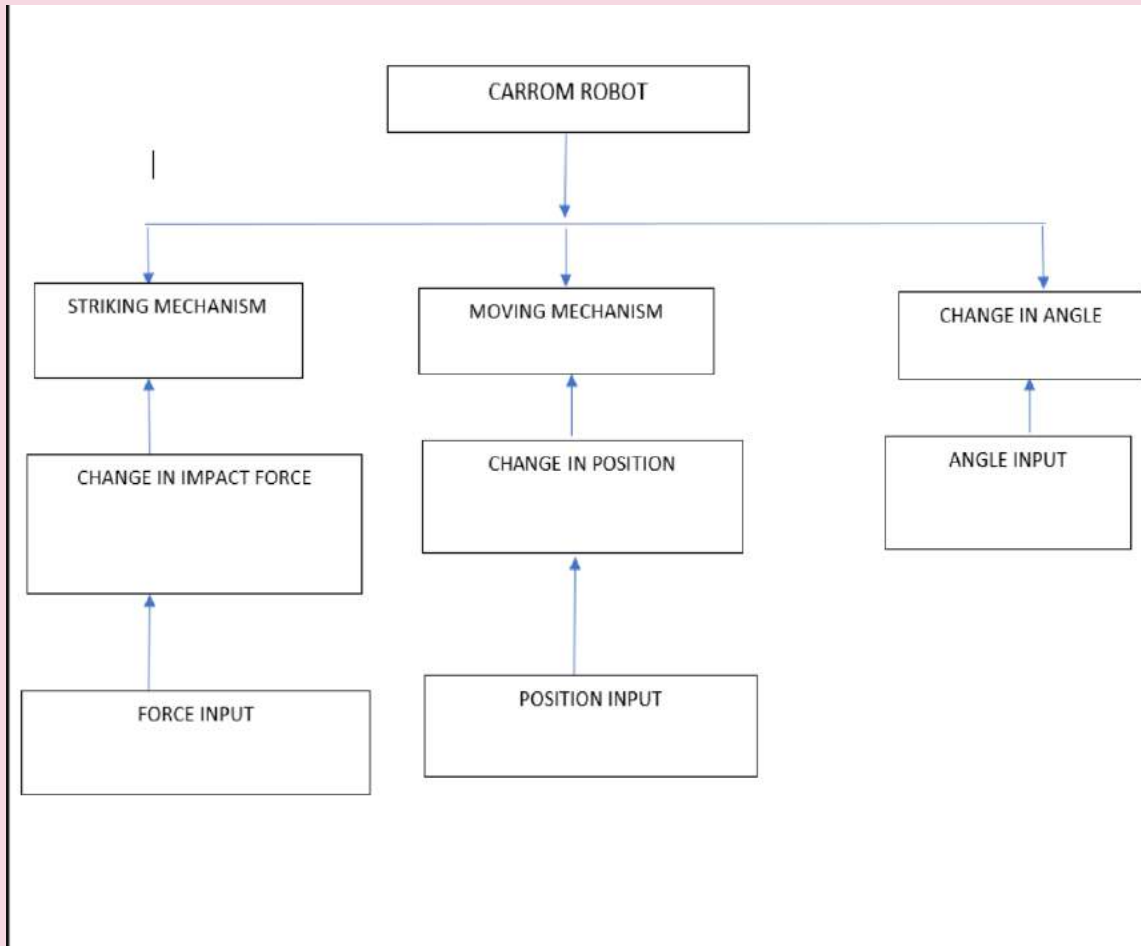 CARROM ROBOT
STRIKING MECHANISM
MOVING MECHANISM
CHANGE IN ANGLE
CHANGE IN IMPACT FORCE
CHANGE IN POSITION
ANGLE INPUT
FORCE INPUT
POSITION INPUT